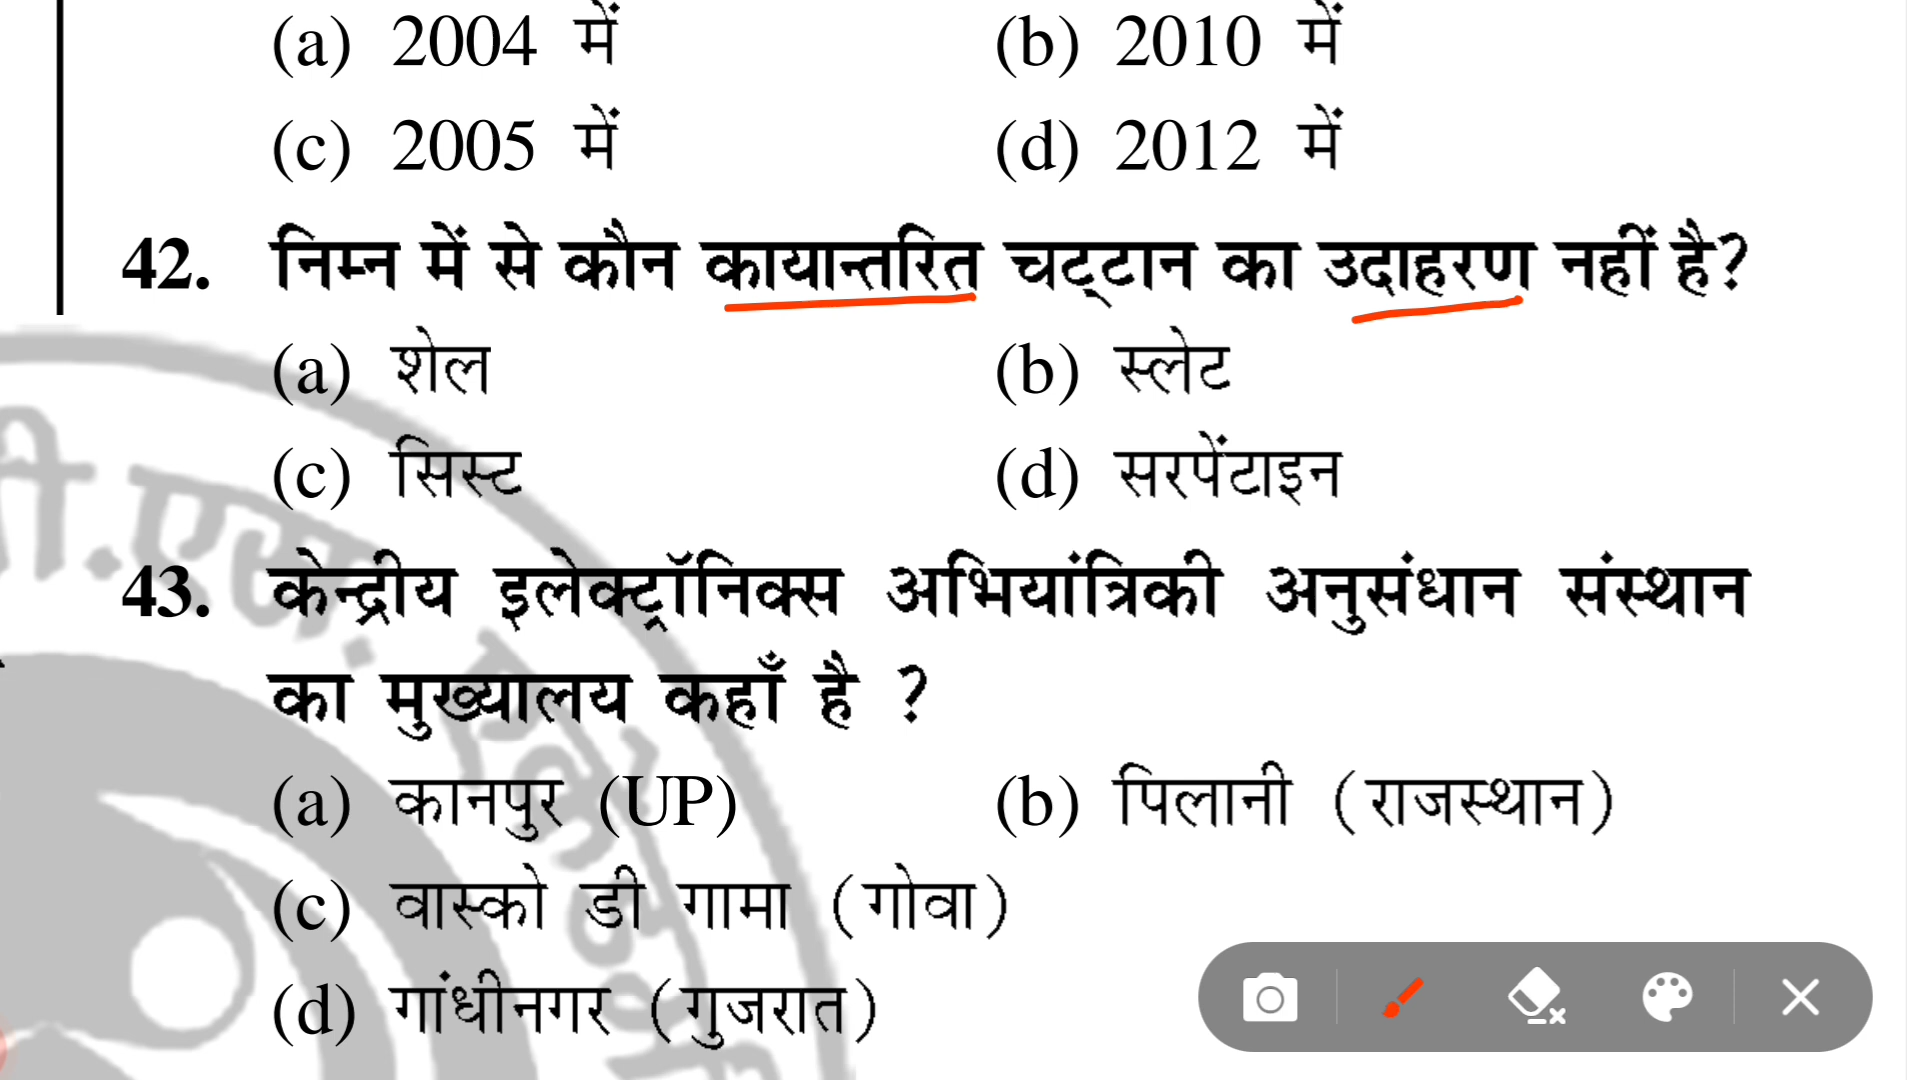 (a) 2004 में (b) 2010 में
(c) 2005 में (d) 2012 में
42. निम्न में से कौन कायान्तरित चट्टान का उदाहरण नहीं है?
(a) शेल (b) स्लेट
(c) सिस्ट (d) सरपेंटाइन
43. केन्द्रीय इलेक्ट्रॉनिक्स अभियांत्रिकी अनुसंधान संस्थान
का मुख्यालय कहाँ है ?
(a) कानपुर (UP) (b) पिलानी (राजस्थान)
(c) वास्को डी गामा (गोवा)
(d) गांधीनगर (गुजरात)